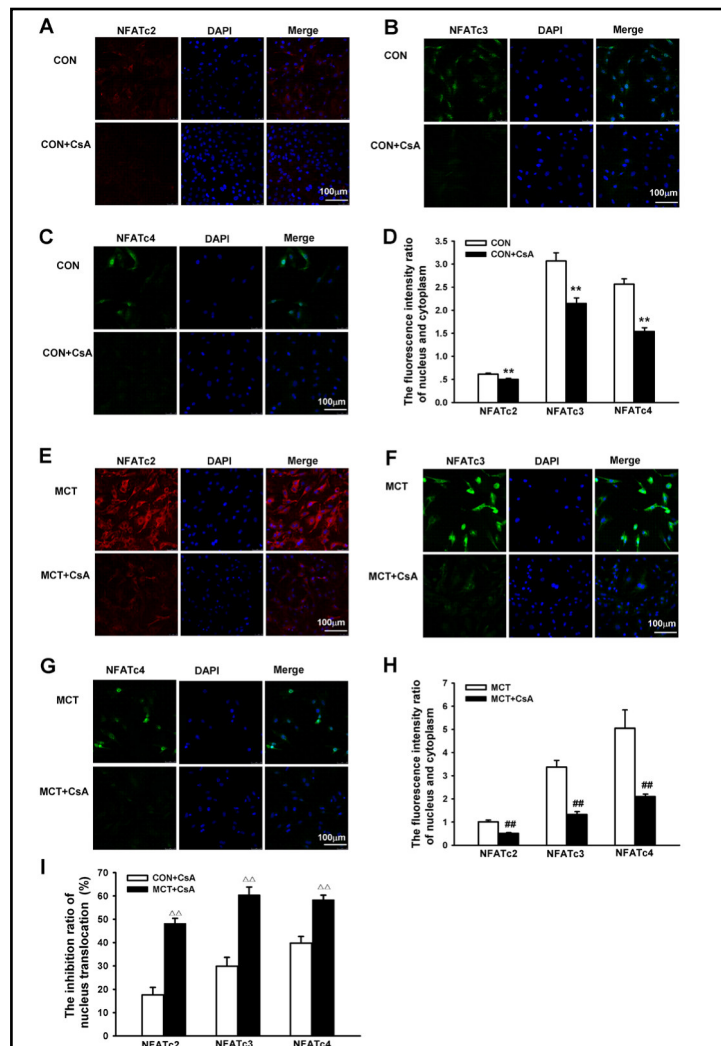 A
NFATc2 DAPI Merge
CON
CON+CsA
100μm
B
NFATc3 DAPI Merge
CON
CON+CsA
100μm
C
NFATc4 DAPI Merge
CON
CON+CsA
100μm
D
The fluorescence intensity ratio
of nucleus and cytoplasm
CON
CON+CsA
3.5
3.0
2.5
2.0
1.5
1.0
.5
0.0
**
**
**
NFATc2 NFATc3 NFATc4
E
NFATc2 DAPI Merge
MCT
MCT+CsA
100μm
F
NFATc3 DAPI Merge
MCT
MCT+CsA
100μm
G
NFATc4 DAPI Merge
MCT
MCT+CsA
100μm
H
The fluorescence intensity ratio
of nucleus and cytoplasm
MCT
MCT+CsA
7
6
5
4
3
2
1
0
##
##
##
NFATc2 NFATc3 NFATc4
I
The inhibition ratio of
nucleus translocation (%)
CON+CsA
MCT+CsA
70
60
50
40
30
20
10
0
△△
△△
△△
NFATc2 NFATc3 NFATc4